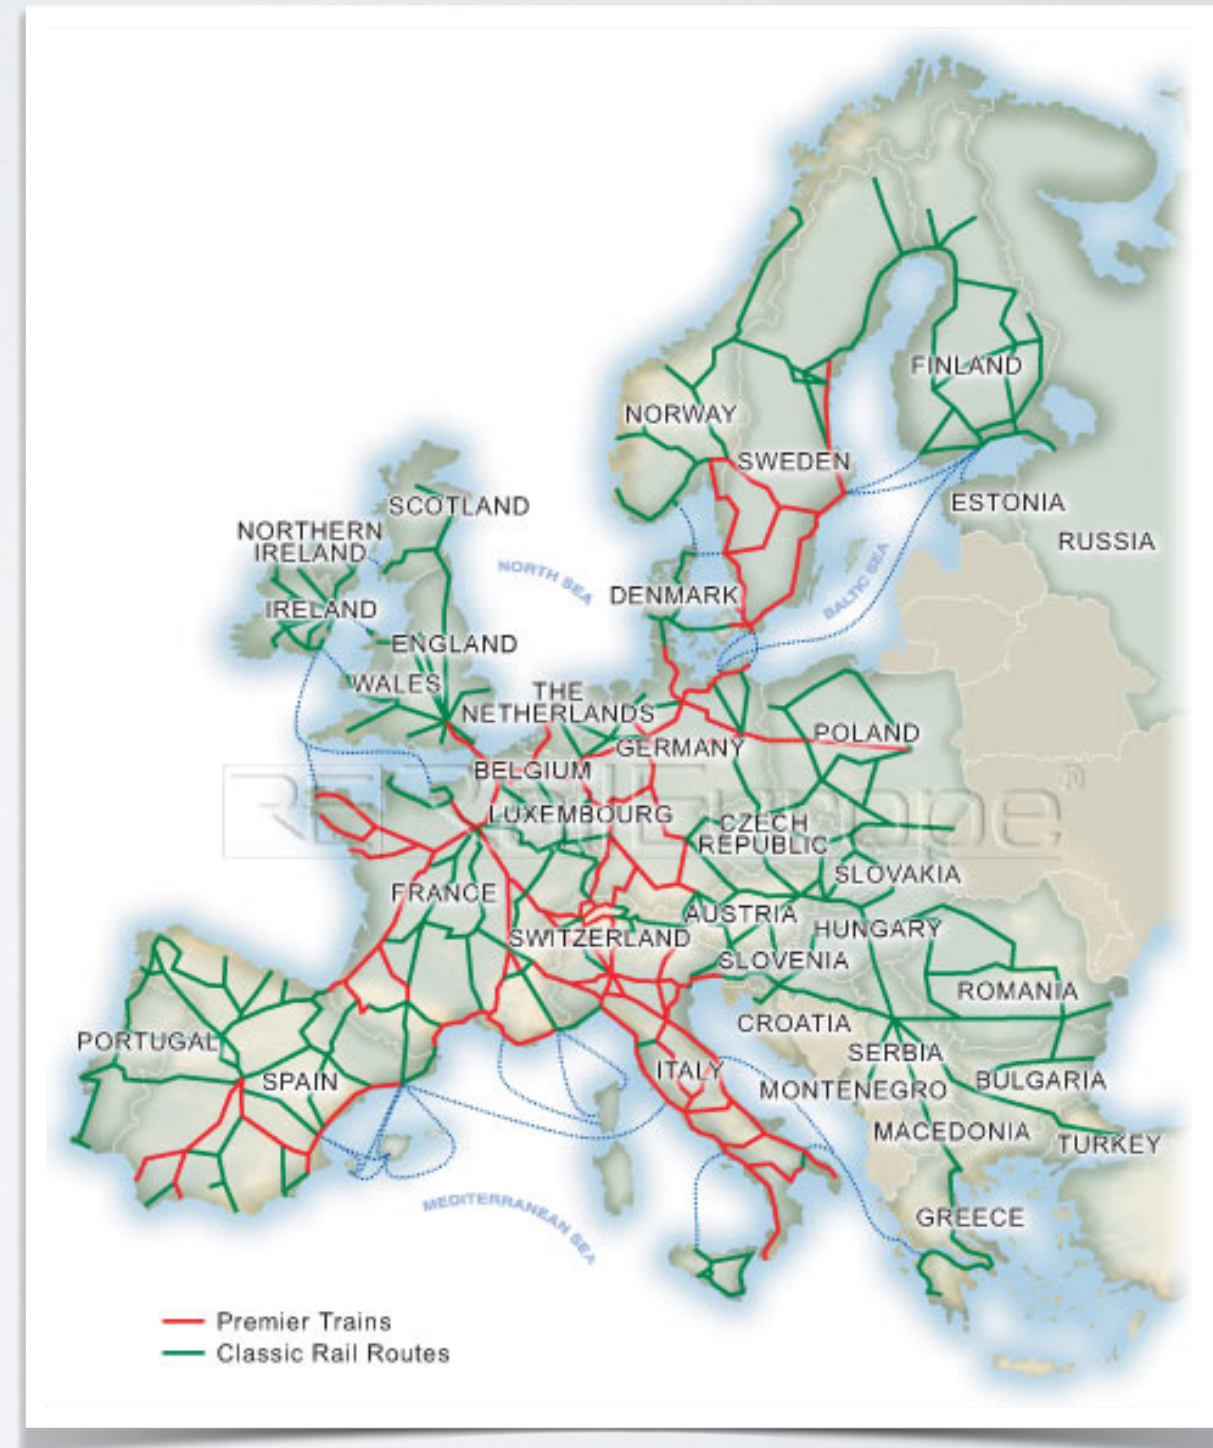 FINLAND
NORWAY
SWEDEN
SCOTLAND
ESTONIA
NORTHERN
IRELAND
RUSSIA
NORTH SEA
BALTIC SEA
DENMARK
IRELAND
ENGLAND
WALES
THE
NETHERLANDS
POLAND
GERMANY
BELGIUM
RailEurope®
LUXEMBOURG
CZECH
REPUBLIC
SLOVAKIA
FRANCE
AUSTRIA
HUNGARY
SWITZERLAND
SLOVENIA
ROMANIA
CROATIA
PORTUGAL
SERBIA
ITALY
SPAIN
BULGARIA
MONTENEGRO
MACEDONIA
TURKEY
MEDITERRANEAN SEA
GREECE
Premier Trains
Classic Rail Routes